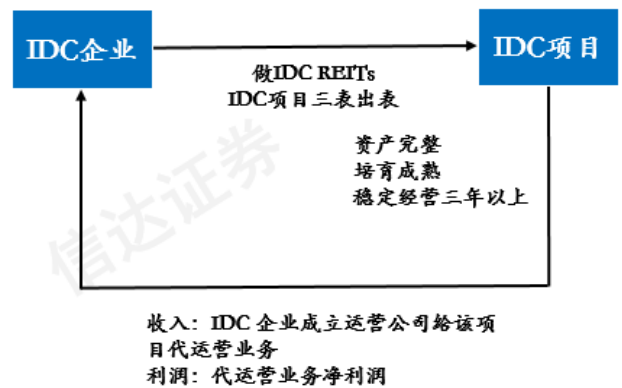 IDC企业
IDC项目
做IDC REITs
IDC项目三表出表
资产完整
培育成熟
稳定经营三年以上
信达证券
收入：IDC 企业成立运营公司给该项
目代运营业务
利润：代运营业务净利润